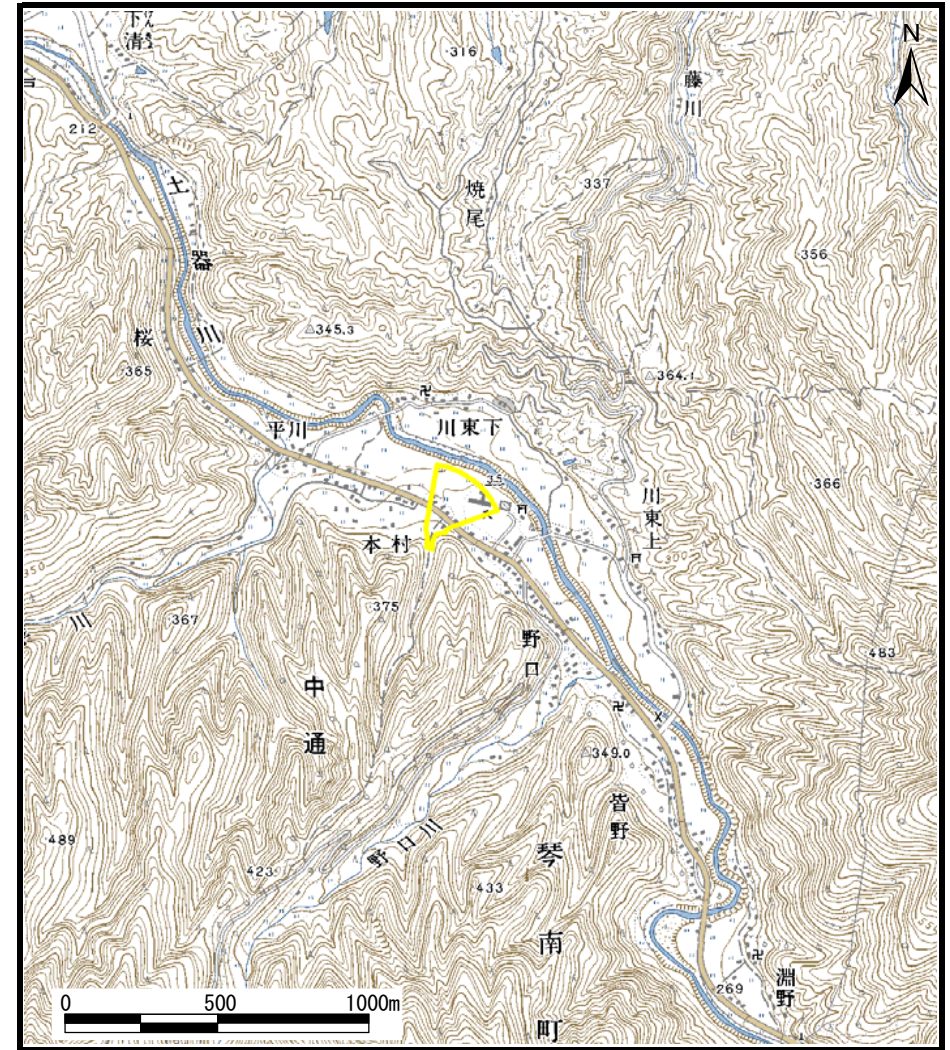 下清
N
316
藤川
212
土器川
焼尾
337
356
桜
345.3
365
364.1
平川
川東下
366
川東上
本村
350
375
367
川
野口
483
中通
349.0
皆野
489
野口川
423
433
琴南町
269
淵野
0 500 1000m